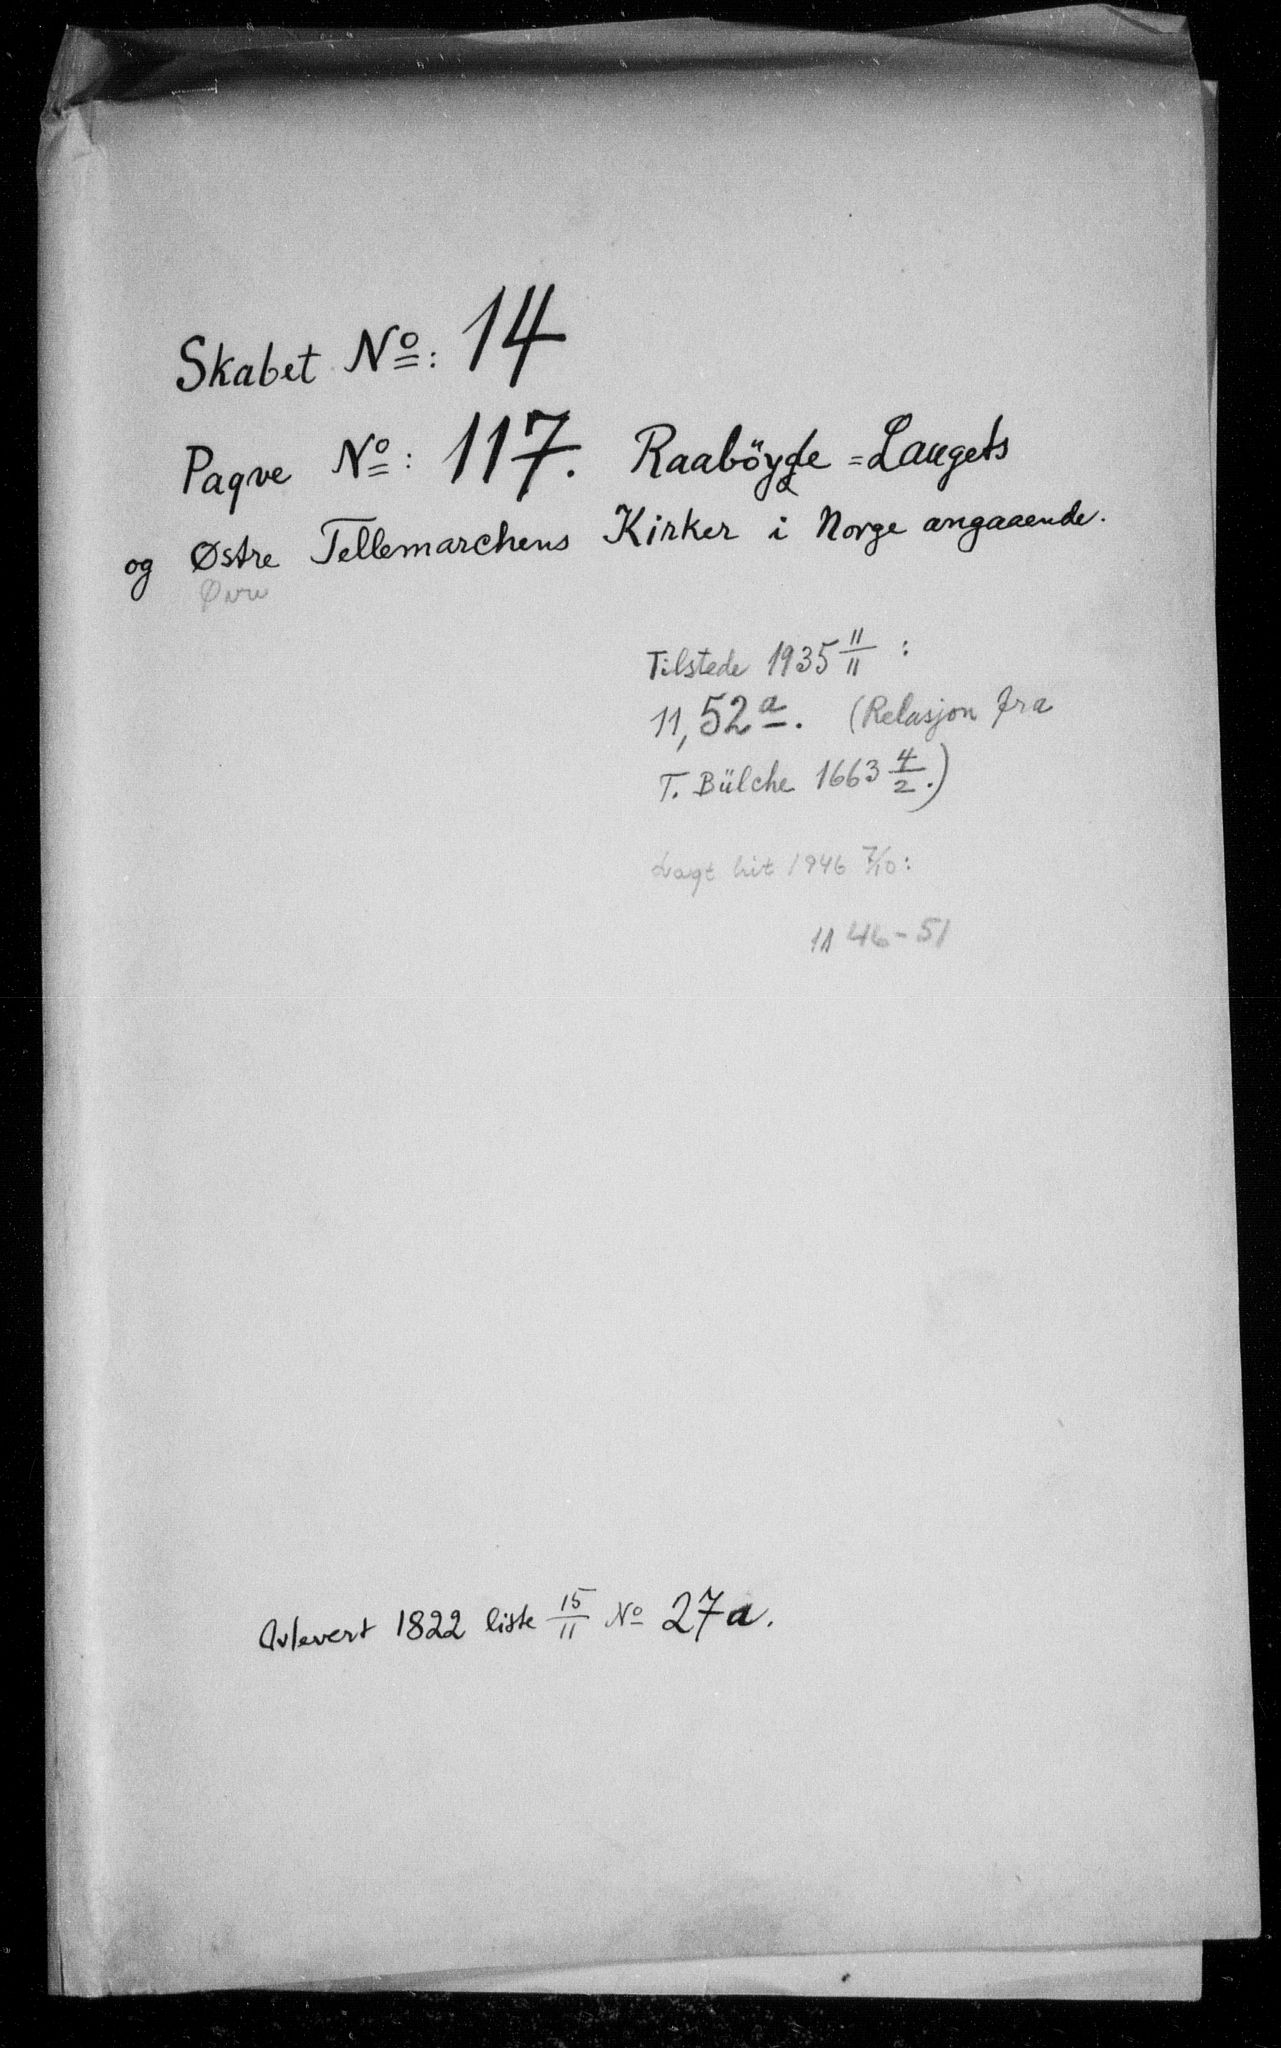 Skabet No: 14
Paqve No: 117. Raaböyde=Laugets
og Østre Tellemarchens Kirker i Norge angaaende.
Øvre
Tilstede 1935 11/11 :
11, 52 a. (Relasjon fra
T. Bülche 1663 4/2.)
Lagt hit 1946 7/10:
11 46-51
Avlevert 1822 liste 15/11 No 27a.